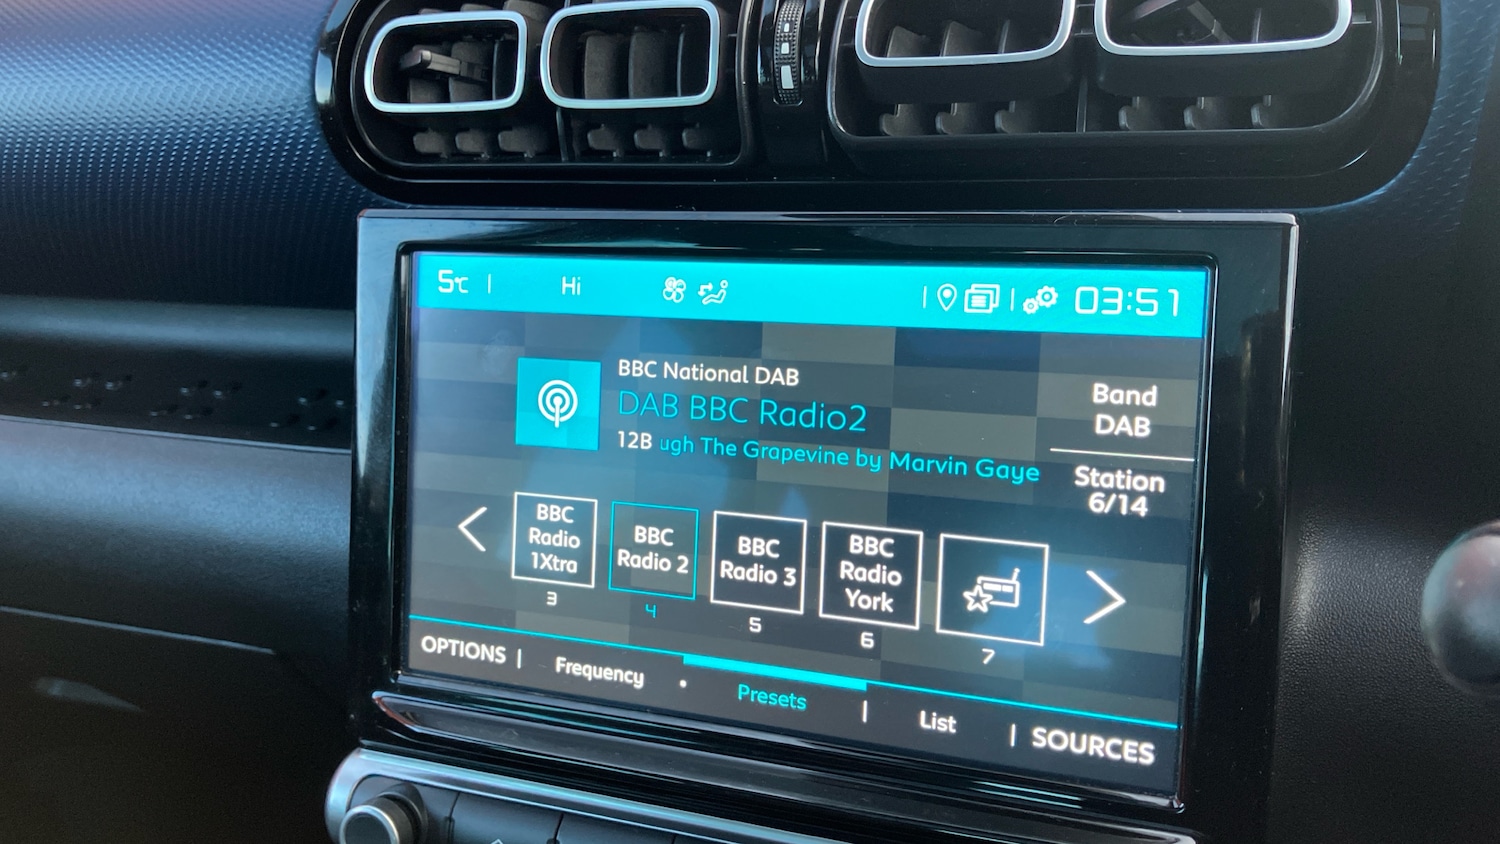 5°C | Hi | | 03:51
BBC National DAB
DAB BBC Radio2
12B ugh The Grapevine by Marvin Gaye
Band
DAB
Station
6/14
BBC
Radio
1Xtra
3
BBC
Radio 2
4
BBC
Radio 3
5
BBC
Radio
York
6
7
OPTIONS | Frequency • Presets | List | SOURCES